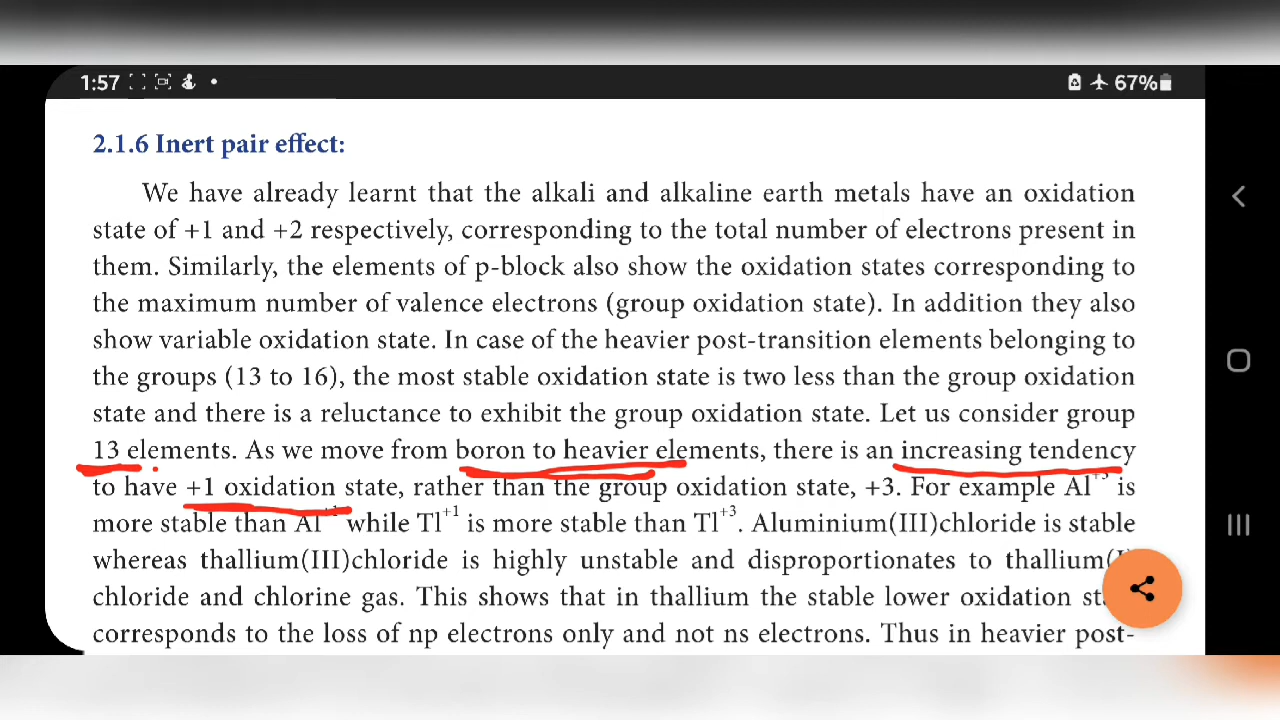 1:57
67%
2.1.6 Inert pair effect:
We have already learnt that the alkali and alkaline earth metals have an oxidation
state of +1 and +2 respectively, corresponding to the total number of electrons present in
them. Similarly, the elements of p-block also show the oxidation states corresponding to
the maximum number of valence electrons (group oxidation state). In addition they also
show variable oxidation state. In case of the heavier post-transition elements belonging to
the groups (13 to 16), the most stable oxidation state is two less than the group oxidation
state and there is a reluctance to exhibit the group oxidation state. Let us consider group
13 elements. As we move from boron to heavier elements, there is an increasing tendency
to have +1 oxidation state, rather than the group oxidation state, +3. For example Al⁺³ is
more stable than Al⁺¹ while Tl⁺¹ is more stable than Tl⁺³. Aluminium(III)chloride is stable
whereas thallium(III)chloride is highly unstable and disproportionates to thallium(I)
chloride and chlorine gas. This shows that in thallium the stable lower oxidation
corresponds to the loss of np electrons only and not ns electrons. Thus in heavier post-